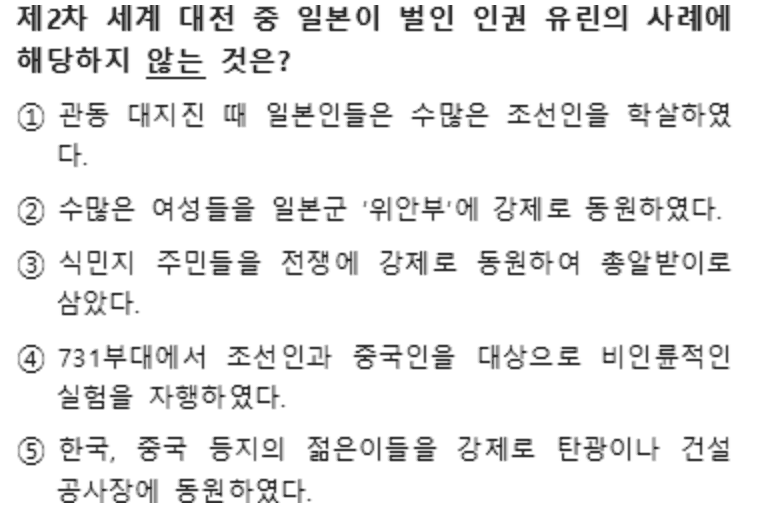 제2차 세계 대전 중 일본이 벌인 인권 유린의 사례에
해당하지 않는 것은?
① 관동 대지진 때 일본인들은 수많은 조선인을 학살하였
다.
② 수많은 여성들을 일본군 '위안부'에 강제로 동원하였다.
③ 식민지 주민들을 전쟁에 강제로 동원하여 총알받이로
삼았다.
④ 731부대에서 조선인과 중국인을 대상으로 비인륜적인
실험을 자행하였다.
⑤ 한국, 중국 등지의 젊은이들을 강제로 탄광이나 건설
공사장에 동원하였다.